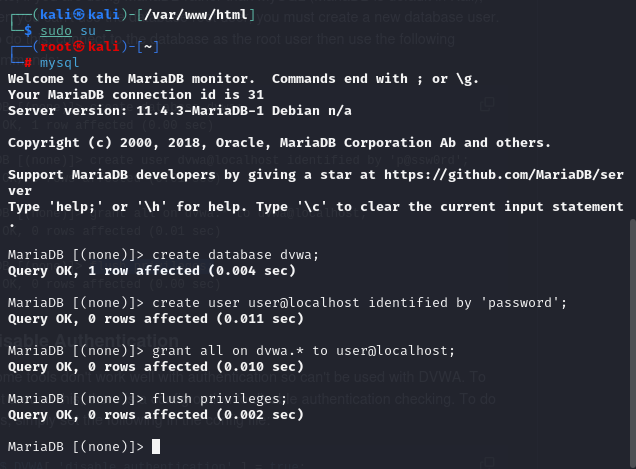 ┌──(kali㉿kali)-[/var/www/html]
└─$ sudo su -
┌──(root㉿kali)-[~]
└─# mysql
Welcome to the MariaDB monitor.  Commands end with ; or \g.
Your MariaDB connection id is 31
Server version: 11.4.3-MariaDB-1 Debian n/a

Copyright (c) 2000, 2018, Oracle, MariaDB Corporation Ab and others.

Support MariaDB developers by giving a star at https://github.com/MariaDB/ser
ver
Type 'help;' or '\h' for help. Type '\c' to clear the current input statement
.

MariaDB [(none)]> create database dvwa;
Query OK, 1 row affected (0.004 sec)

MariaDB [(none)]> create user user@localhost identified by 'password';
Query OK, 0 rows affected (0.011 sec)

MariaDB [(none)]> grant all on dvwa.* to user@localhost;
Query OK, 0 rows affected (0.010 sec)

MariaDB [(none)]> flush privileges;
Query OK, 0 rows affected (0.002 sec)

MariaDB [(none)]>